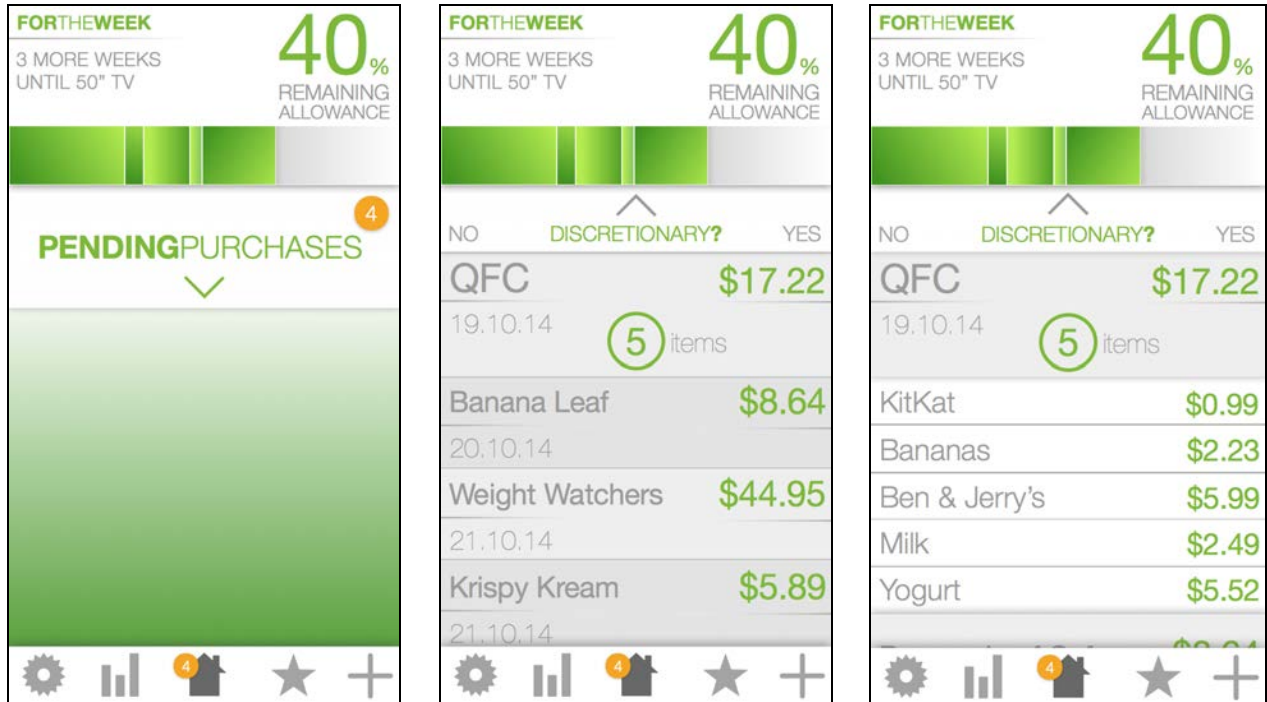 FORTHEWEEK
3 MORE WEEKS
UNTIL 50" TV
40%
REMAINING
ALLOWANCE
4
PENDINGPURCHASES
4
FORTHEWEEK
3 MORE WEEKS
UNTIL 50" TV
40%
REMAINING
ALLOWANCE
NO DISCRETIONARY? YES
QFC $17.22
19.10.14 5 items
Banana Leaf $8.64
20.10.14
Weight Watchers $44.95
21.10.14
Krispy Kream $5.89
21.10.14
4
FORTHEWEEK
3 MORE WEEKS
UNTIL 50" TV
40%
REMAINING
ALLOWANCE
NO DISCRETIONARY? YES
QFC $17.22
19.10.14 5 items
KitKat $0.99
Bananas $2.23
Ben & Jerry's $5.99
Milk $2.49
Yogurt $5.52
4